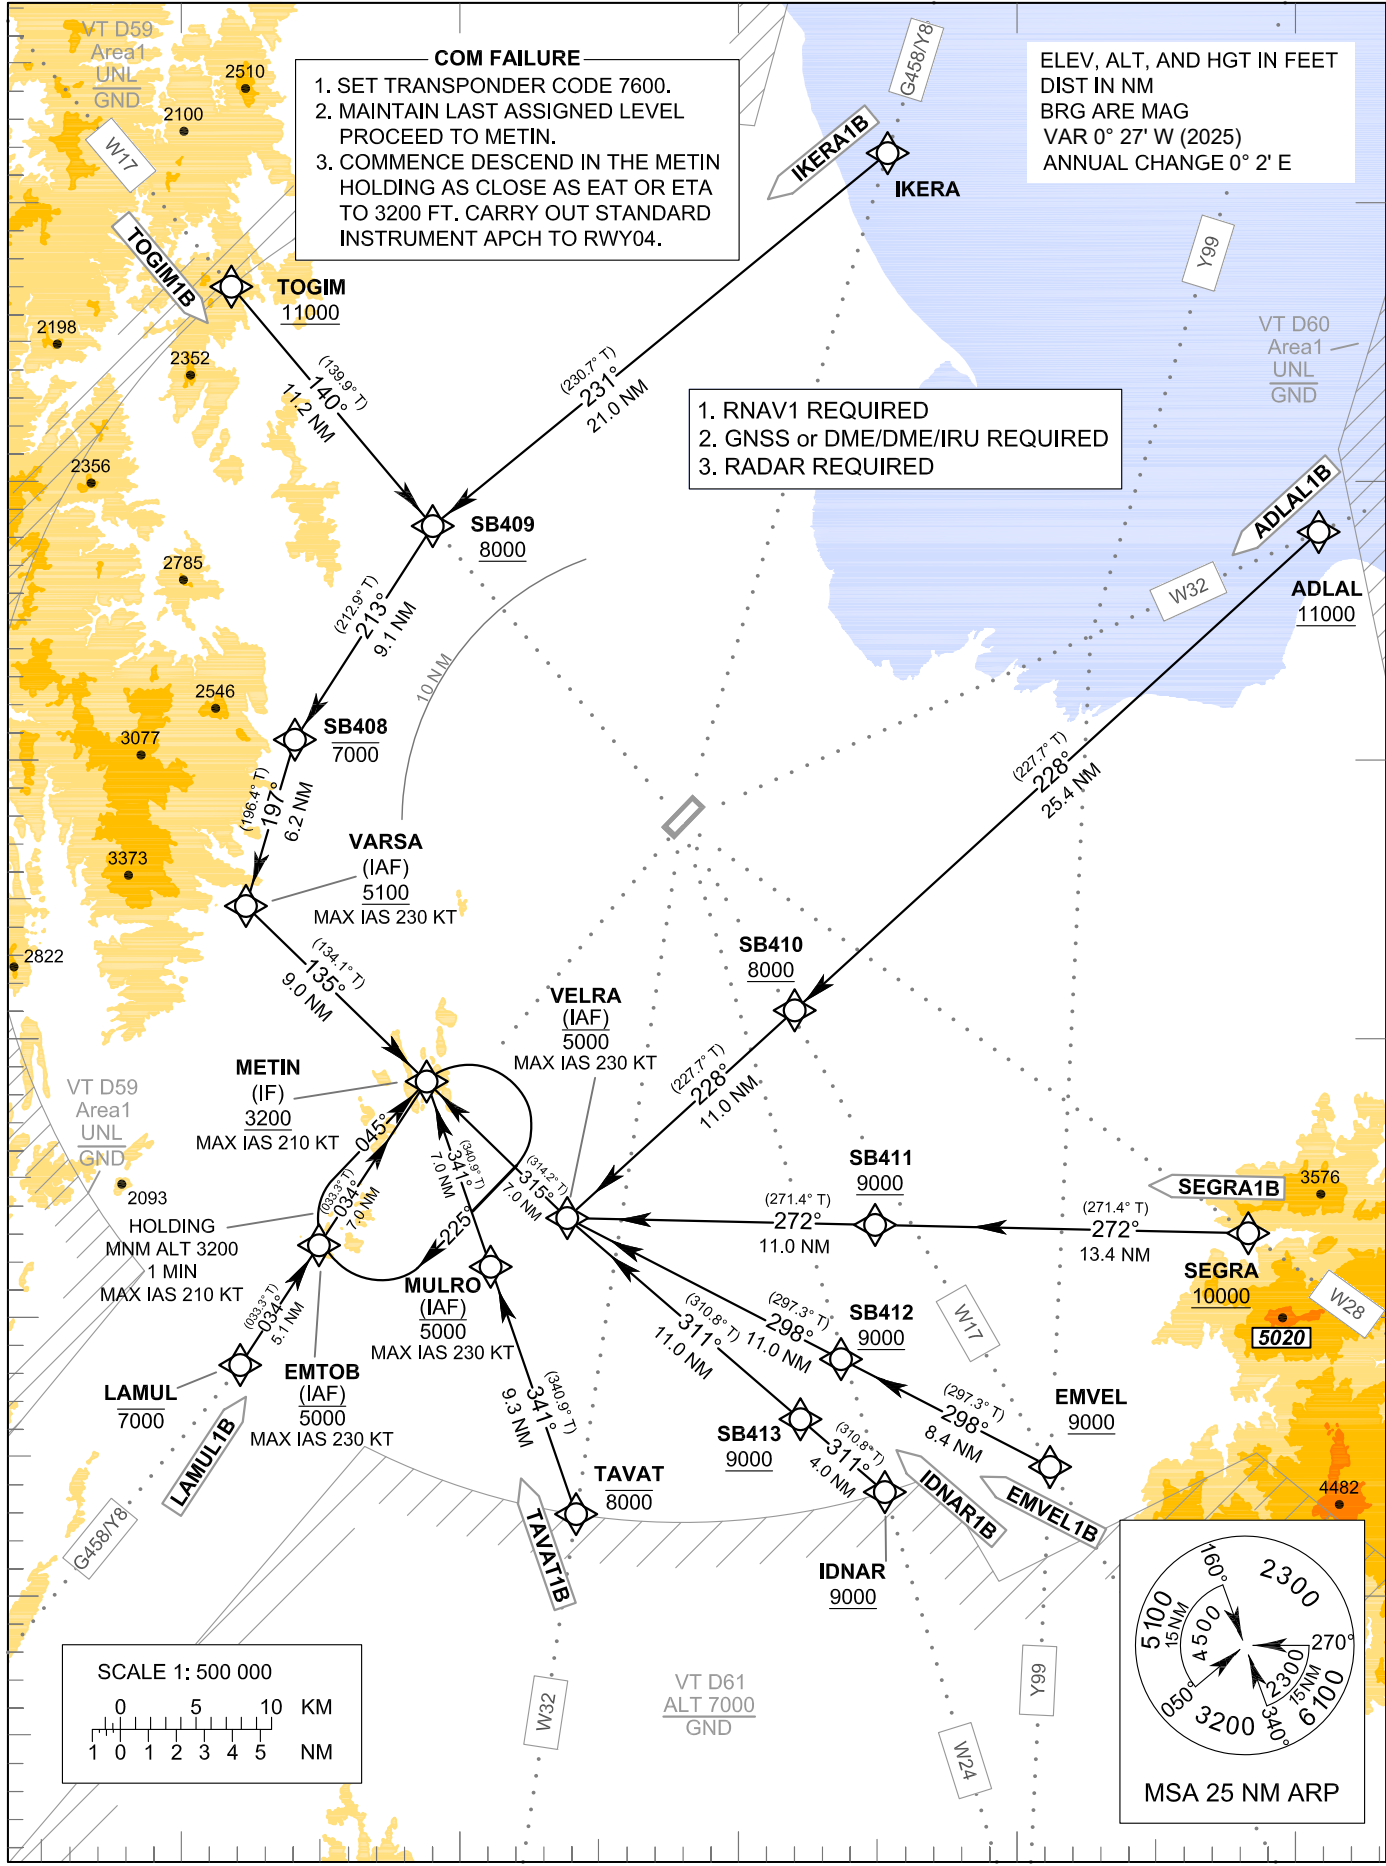 VT D59
Area1
UNL
GND
2510
2100
W17
COM FAILURE
1. SET TRANSPONDER CODE 7600.
2. MAINTAIN LAST ASSIGNED LEVEL
PROCEED TO METIN.
3. COMMENCE DESCEND IN THE METIN
HOLDING AS CLOSE AS EAT OR ETA
TO 3200 FT. CARRY OUT STANDARD
INSTRUMENT APCH TO RWY04.
G458/Y8
IKERA1B
IKERA
ELEV, ALT, AND HGT IN FEET
DIST IN NM
BRG ARE MAG
VAR 0° 27' W (2025)
ANNUAL CHANGE 0° 2' E
Y99
TOGIM1B
TOGIM
11000
2198
2352
(139.9° T)
140°
11.2 NM
(230.7° T)
231°
21.0 NM
VT D60
Area1
UNL
GND
1. RNAV1 REQUIRED
2. GNSS or DME/DME/IRU REQUIRED
3. RADAR REQUIRED
2356
ADLAL1B
SB409
8000
2785
W32
ADLAL
11000
(212.9° T)
213°
9.1 NM
10 NM
2546
3077
SB408
7000
(227.7° T)
228°
25.4 NM
(196.4° T)
197°
6.2 NM
VARSA
(IAF)
5100
MAX IAS 230 KT
3373
2822
(134.1° T)
135°
9.0 NM
SB410
8000
VELRA
(IAF)
5000
MAX IAS 230 KT
(227.7° T)
228°
11.0 NM
METIN
(IF)
3200
MAX IAS 210 KT
VT D59
Area1
UNL
GND
2093
045°
(033.3° T)
034°
7.0 NM
(340.9° T)
341°
7.0 NM
(314.2° T)
315°
7.0 NM
225°
HOLDING
MNM ALT 3200
1 MIN
MAX IAS 210 KT
SB411
9000
(271.4° T)
272°
11.0 NM
SEGRA1B
(271.4° T)
272°
13.4 NM
3576
SEGRA
10000
5020
W28
MULRO
(IAF)
5000
MAX IAS 230 KT
(033.3° T)
034°
5.1 NM
LAMUL
7000
LAMUL1B
EMTOB
(IAF)
5000
MAX IAS 230 KT
(310.8° T)
311°
11.0 NM
(297.3° T)
298°
11.0 NM
SB412
9000
W17
(297.3° T)
298°
8.4 NM
EMVEL
9000
(340.9° T)
341°
9.3 NM
SB413
9000
(310.8° T)
311°
4.0 NM
TAVAT
8000
TAVAT1B
IDNAR1B
EMVEL1B
IDNAR
9000
4482
G458/Y8
SCALE 1: 500 000
0 5 10 KM
1 0 1 2 3 4 5 NM
W32
VT D61
ALT 7000
GND
Y99
W24
160°
2300
5100
15 NM
4500
270°
2300
15 NM
6100
050°
3200
340°
MSA 25 NM ARP